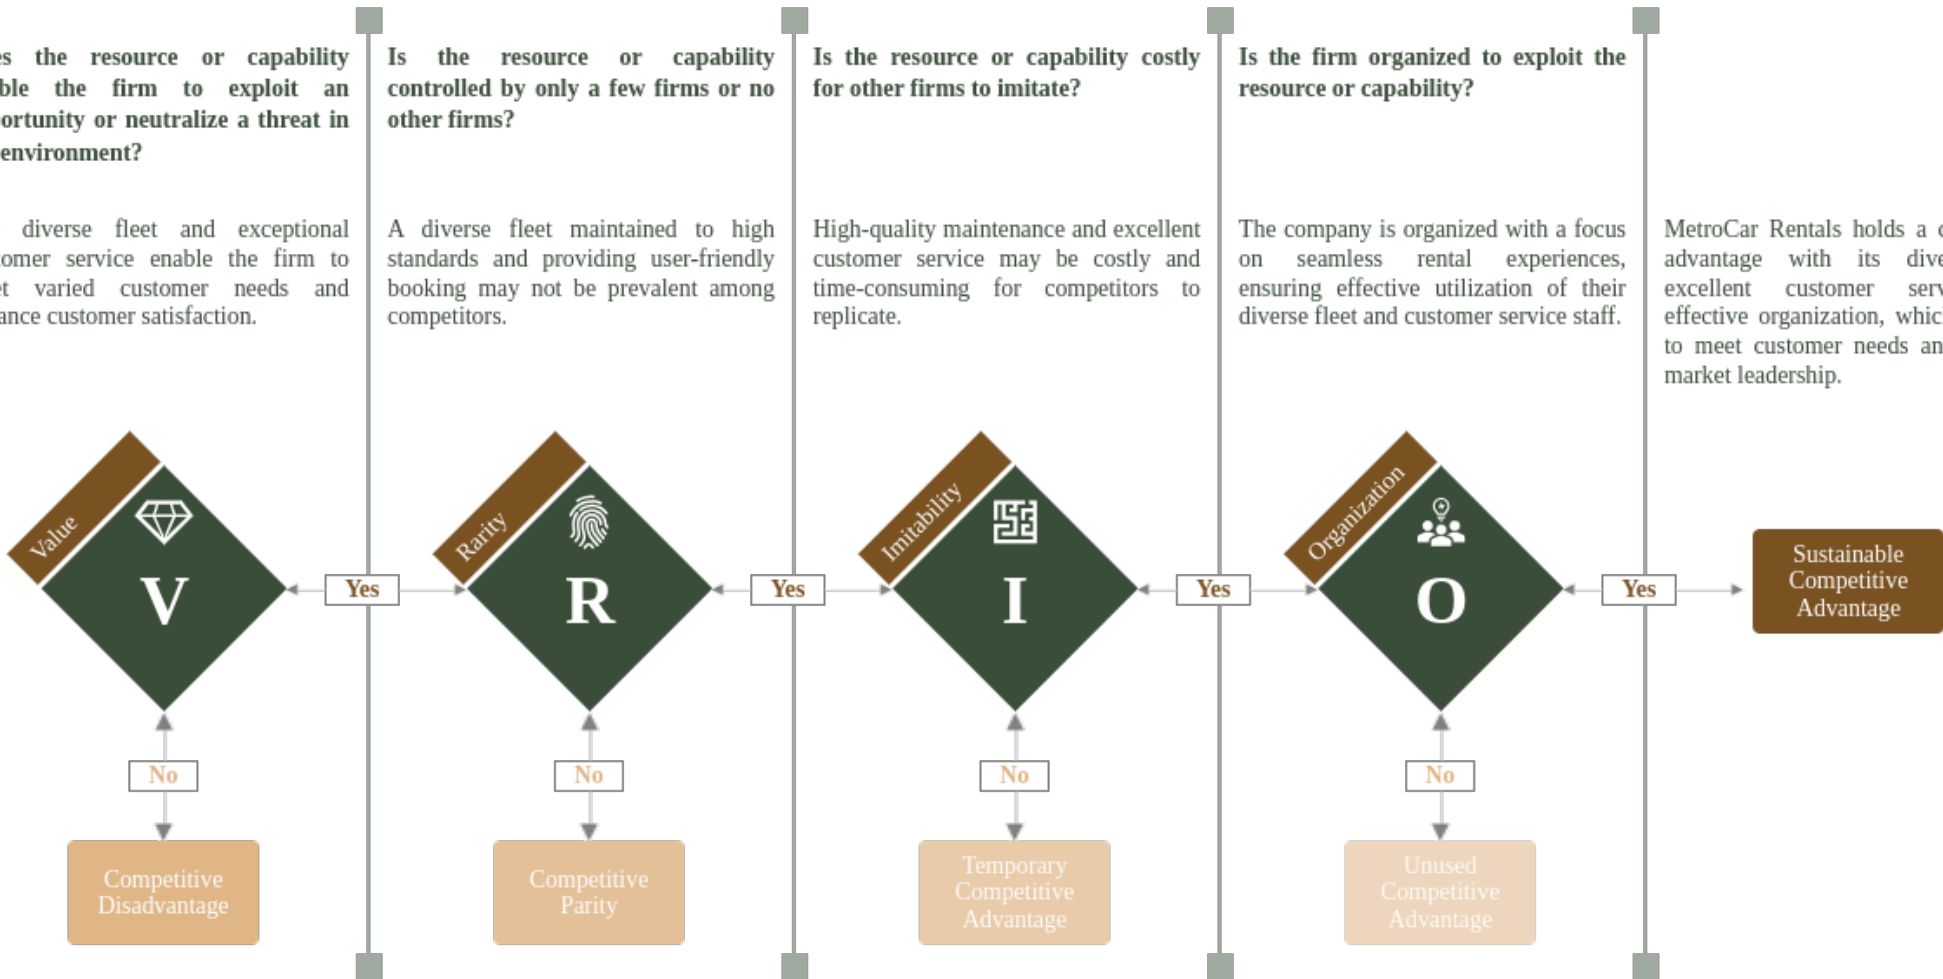 the resource or capability
the firm to exploit an
or neutralize a threat in
environment?
diverse fleet and exceptional
service enable the firm to
varied customer needs and
customer satisfaction.
Is the resource or capability
controlled by only a few firms or no
other firms?
A diverse fleet maintained to high
standards and providing user-friendly
booking may not be prevalent among
competitors.
Is the resource or capability costly
for other firms to imitate?
High-quality maintenance and excellent
customer service may be costly and
time-consuming for competitors to
replicate.
Is the firm organized to exploit the
resource or capability?
The company is organized with a focus
on seamless rental experiences,
ensuring effective utilization of their
diverse fleet and customer service staff.
MetroCar Rentals holds a
advantage with its
excellent customer
effective organization,
to meet customer needs
market leadership.
Value
V
Yes
Rarity
R
Yes
Imitability
I
Yes
Organization
O
Yes
Sustainable
Competitive
Advantage
No
No
No
No
Competitive
Disadvantage
Competitive
Parity
Temporary
Competitive
Advantage
Unused
Competitive
Advantage